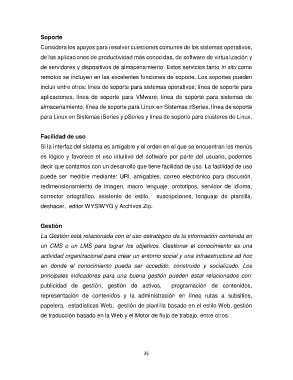 Soporte
Considera los apoyos para resolver cuestiones comunes de los sistemas operativos,
de las aplicaciones de productividad más conocidas, de software de virtualización y
de servidores y dispositivos de almacenamiento. Estos servicios tanto in situ como
remotos se incluyen en las excelentes funciones de soporte. Los soportes pueden
incluir entre otros: línea de soporte para sistemas operativos; línea de soporte para
aplicaciones; línea de soporte para VMware; línea de soporte para sistemas de
almacenamiento, línea de soporte para Linux en Sistemas zSeries, línea de soporte
para Linux en Sistemas iSeries y pSeries y línea de soporte para clústeres de Linux.
Facilidad de uso
Si la interfaz del sistema es amigable y el orden en el que se encuentran los menús
es lógico y favorece el uso intuitivo del software por parte del usuario, podemos
decir que contamos con un desarrollo que tiene facilidad de uso. La facilidad de uso
puede ser medible mediante: URL amigables, correo electrónico para discusión,
redimensionamiento de imagen, macro lenguaje, prototipos, servidor de idioma,
corrector ortográfico, asistente de estilo, suscripciones, lenguaje de plantilla,
deshacer, editor WYSIWYG y Archivos Zip.
Gestión
La Gestión está relacionada con el uso estratégico de la información contenida en
un CMS o un LMS para lograr los objetivos. Gestionar el conocimiento es una
actividad organizacional para crear un entorno social y una infraestructura ad hoc
en donde el conocimiento pueda ser accedido, construido y socializado. Los
principales indicadores para una buena gestión pueden estar relacionados con:
publicidad de gestión, gestión de activos, programación de contenidos,
representación de contenidos y la administración en línea rutas a subsitios,
papelera, estadísticas Web, gestión de plantilla basado en el estilo Web, gestión
de traducción basado en la Web y el Motor de flujo de trabajo, entre otros.
35